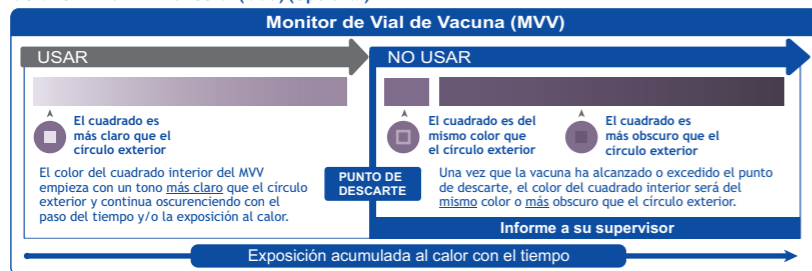 Monitor de Vial de Vacuna (MVV)
USAR
El cuadrado es
más claro que el
círculo exterior
El color del cuadrado interior del MVV
empieza con un tono más claro que el círculo
exterior y continua oscureciendo con el
paso del tiempo y/o la exposición al calor.
PUNTO DE
DESCARTE
NO USAR
El cuadrado es del
mismo color que
el círculo exterior
El cuadrado es
más obscuro que el
círculo exterior
Una vez que la vacuna ha alcanzado o excedido el punto
de descarte, el color del cuadrado interior será del
mismo color o más obscuro que el círculo exterior.
Informe a su supervisor
Exposición acumulada al calor con el tiempo